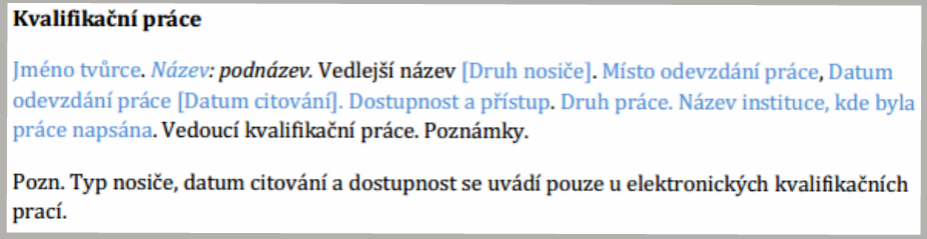 Kvalifikační práce
Jméno tvůrce. Název: podnázev. Vedlejší název [Druh nosiče]. Místo odevzdání práce, Datum
odevzdání práce [Datum citování]. Dostupnost a přístup. Druh práce. Název instituce, kde byla
práce napsána. Vedoucí kvalifikační práce. Poznámky.
Pozn. Typ nosiče, datum citování a dostupnost se uvádí pouze u elektronických kvalifikačních
prací.